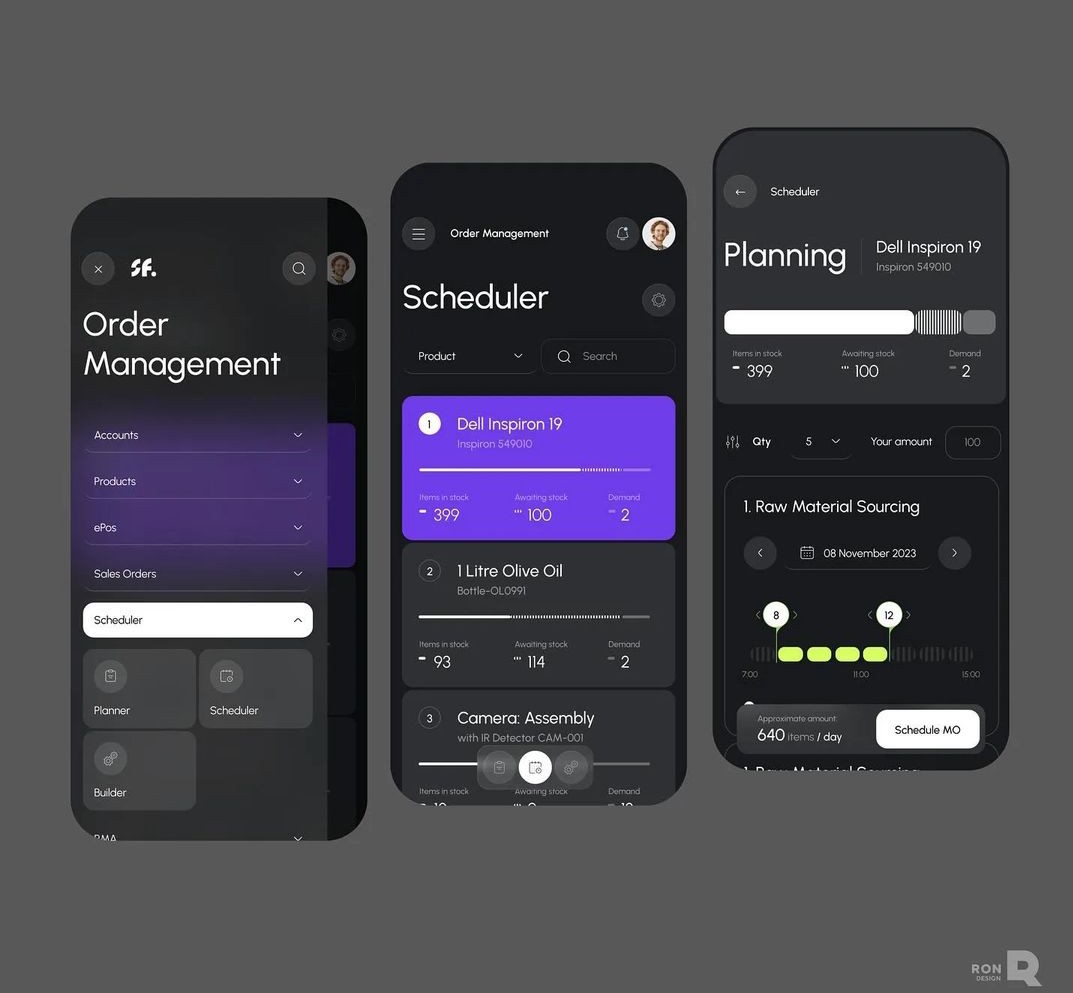 SF.
Order
Management
Accounts
Products
ePos
Sales Orders
Scheduler
Planner
Scheduler
Builder
RMA
Order Management
Scheduler
Product
Search
1
Dell Inspiron 19
Inspiron 549010
Items in stock
Awaiting stock
Demand
399
100
2
2
1 Litre Olive Oil
Bottle-OL0991
Items in stock
Awaiting stock
Demand
93
114
2
3
Camera: Assembly
with IR Detector CAM-001
Items in stock
Awaiting stock
Demand
Scheduler
Planning
Dell Inspiron 19
Inspiron 549010
Items in stock
Awaiting stock
Demand
399
100
2
Qty
5
Your amount
100
1. Raw Material Sourcing
08 November 2023
8
12
7:00
11:00
15:00
Approximate amount:
640 items / day
Schedule MO
1. Raw Material Sourcing
RON
DESIGN
R